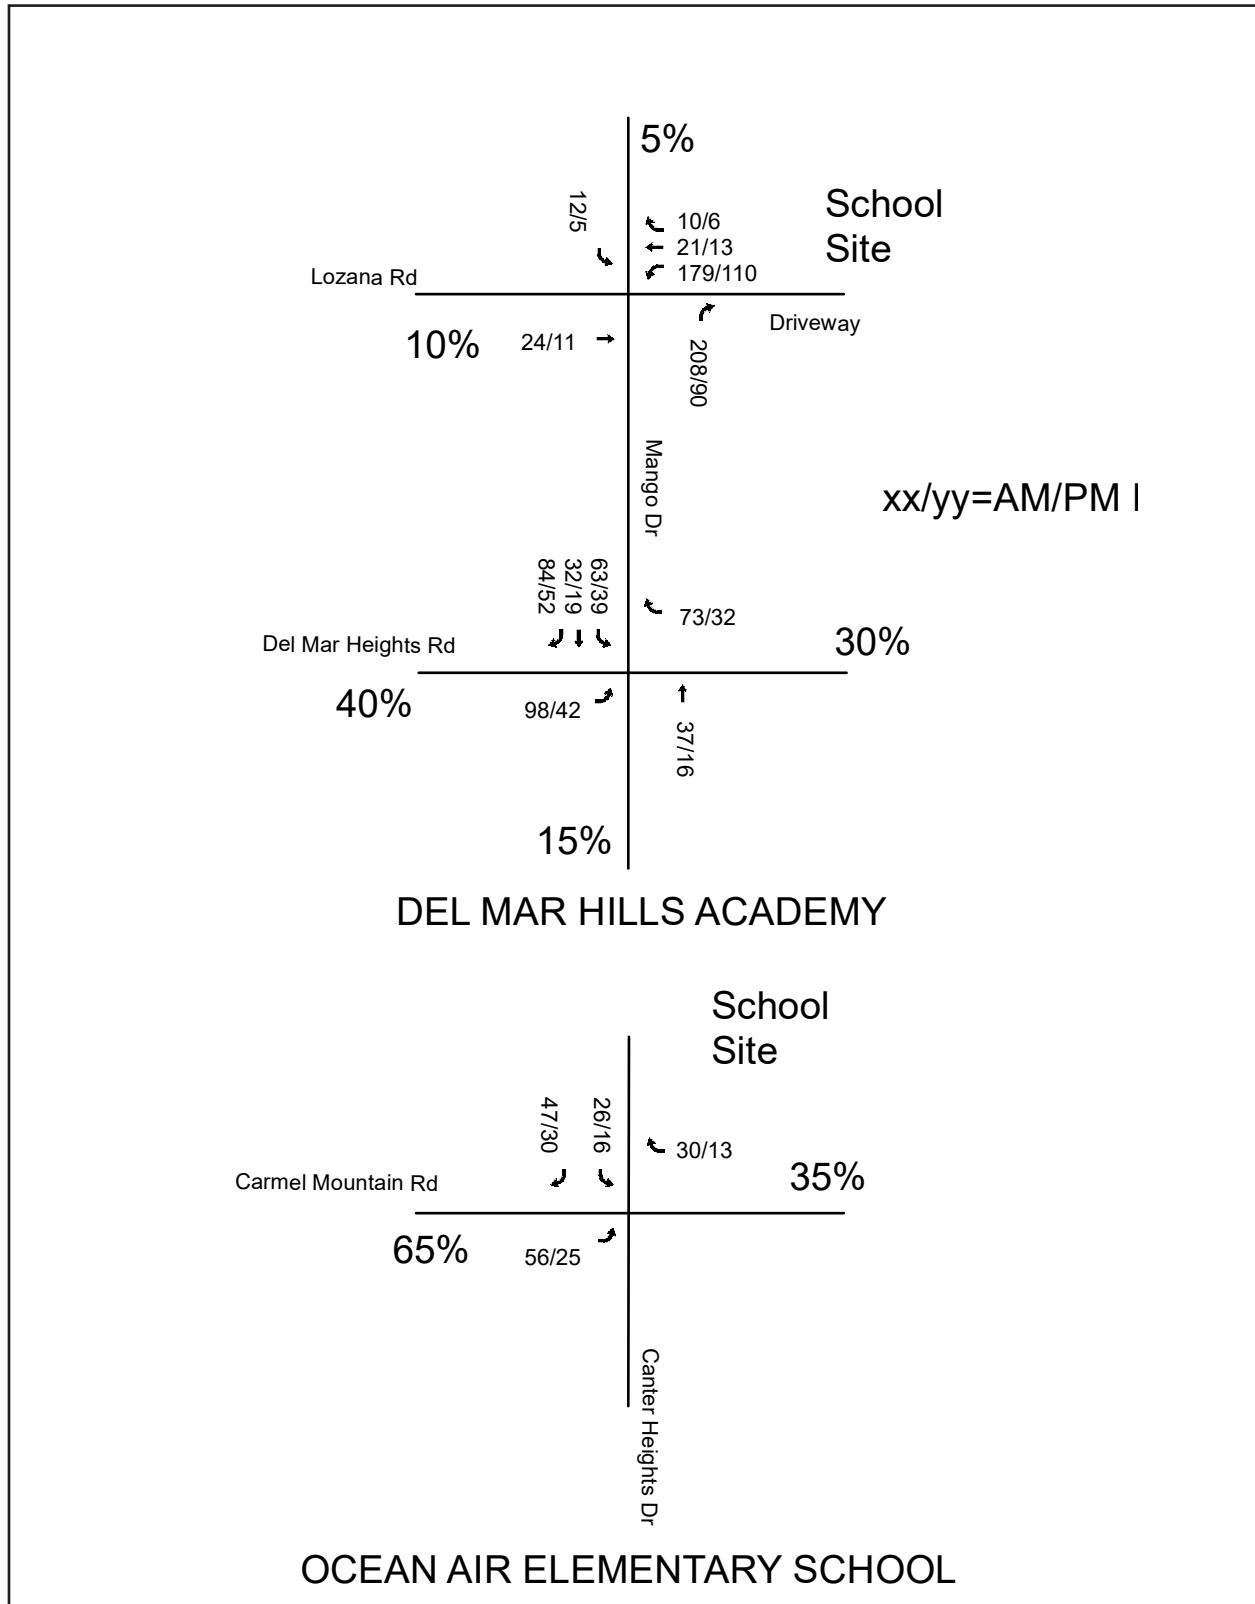 5%
12/5
School
Site
10/6
21/13
179/110
Lozana Rd
Driveway
10%
24/11
208/90
Mango Dr
xx/yy=AM/PM
84/52
32/19
63/39
73/32
Del Mar Heights Rd
30%
40%
98/42
37/16
15%
DEL MAR HILLS ACADEMY
School
Site
47/30
26/16
30/13
Carmel Mountain Rd
35%
65%
56/25
Canter Heights Dr
OCEAN AIR ELEMENTARY SCHOOL